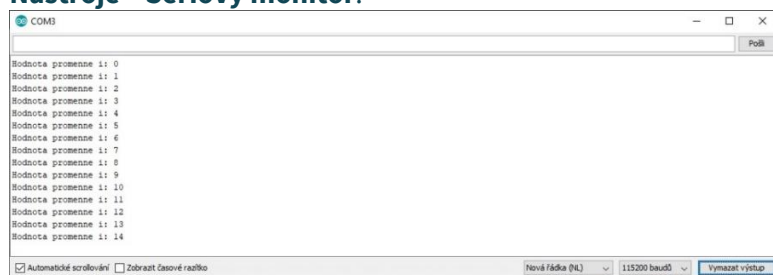 Nástroje - Sériový monitor.
COM3
Pošli
Hodnota promenne i: 0
Hodnota promenne i: 1
Hodnota promenne i: 2
Hodnota promenne i: 3
Hodnota promenne i: 4
Hodnota promenne i: 5
Hodnota promenne i: 6
Hodnota promenne i: 7
Hodnota promenne i: 8
Hodnota promenne i: 9
Hodnota promenne i: 10
Hodnota promenne i: 11
Hodnota promenne i: 12
Hodnota promenne i: 13
Hodnota promenne i: 14
Automatické scrollování Zobrazit časové razítko Nová řádka (NL) 115200 baudů Vymazat výstup